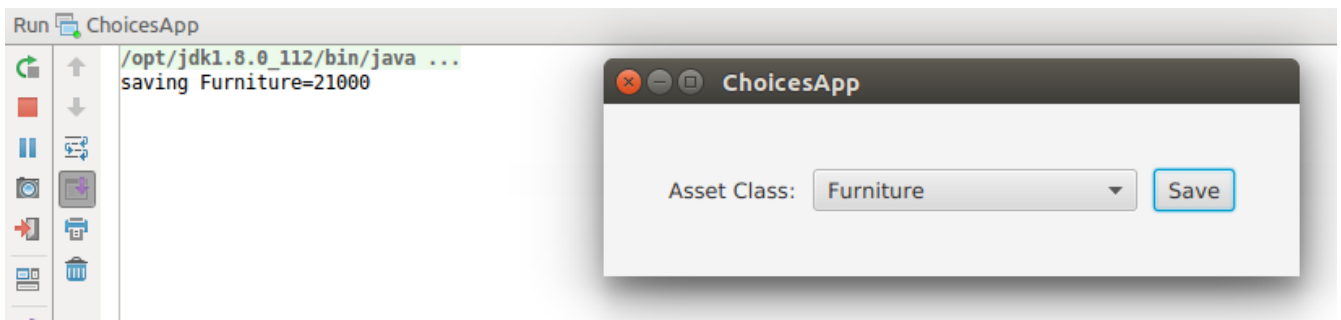 Run ChoicesApp
/opt/jdk1.8.0_112/bin/java ...
saving Furniture=21000
ChoicesApp
Asset Class: Furniture Save